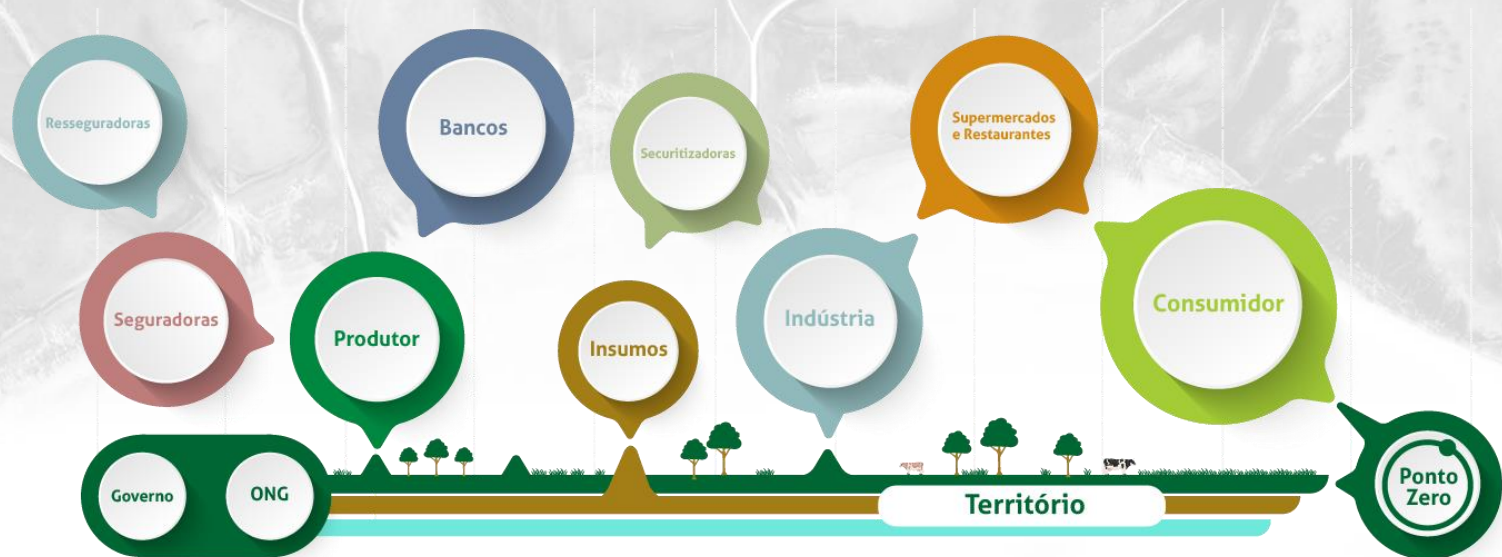 Resseguradoras
Bancos
Securitizadoras
Supermercados
e Restaurantes
Seguradoras
Produtor
Insumos
Indústria
Consumidor
Governo
ONG
Território
Ponto
Zero